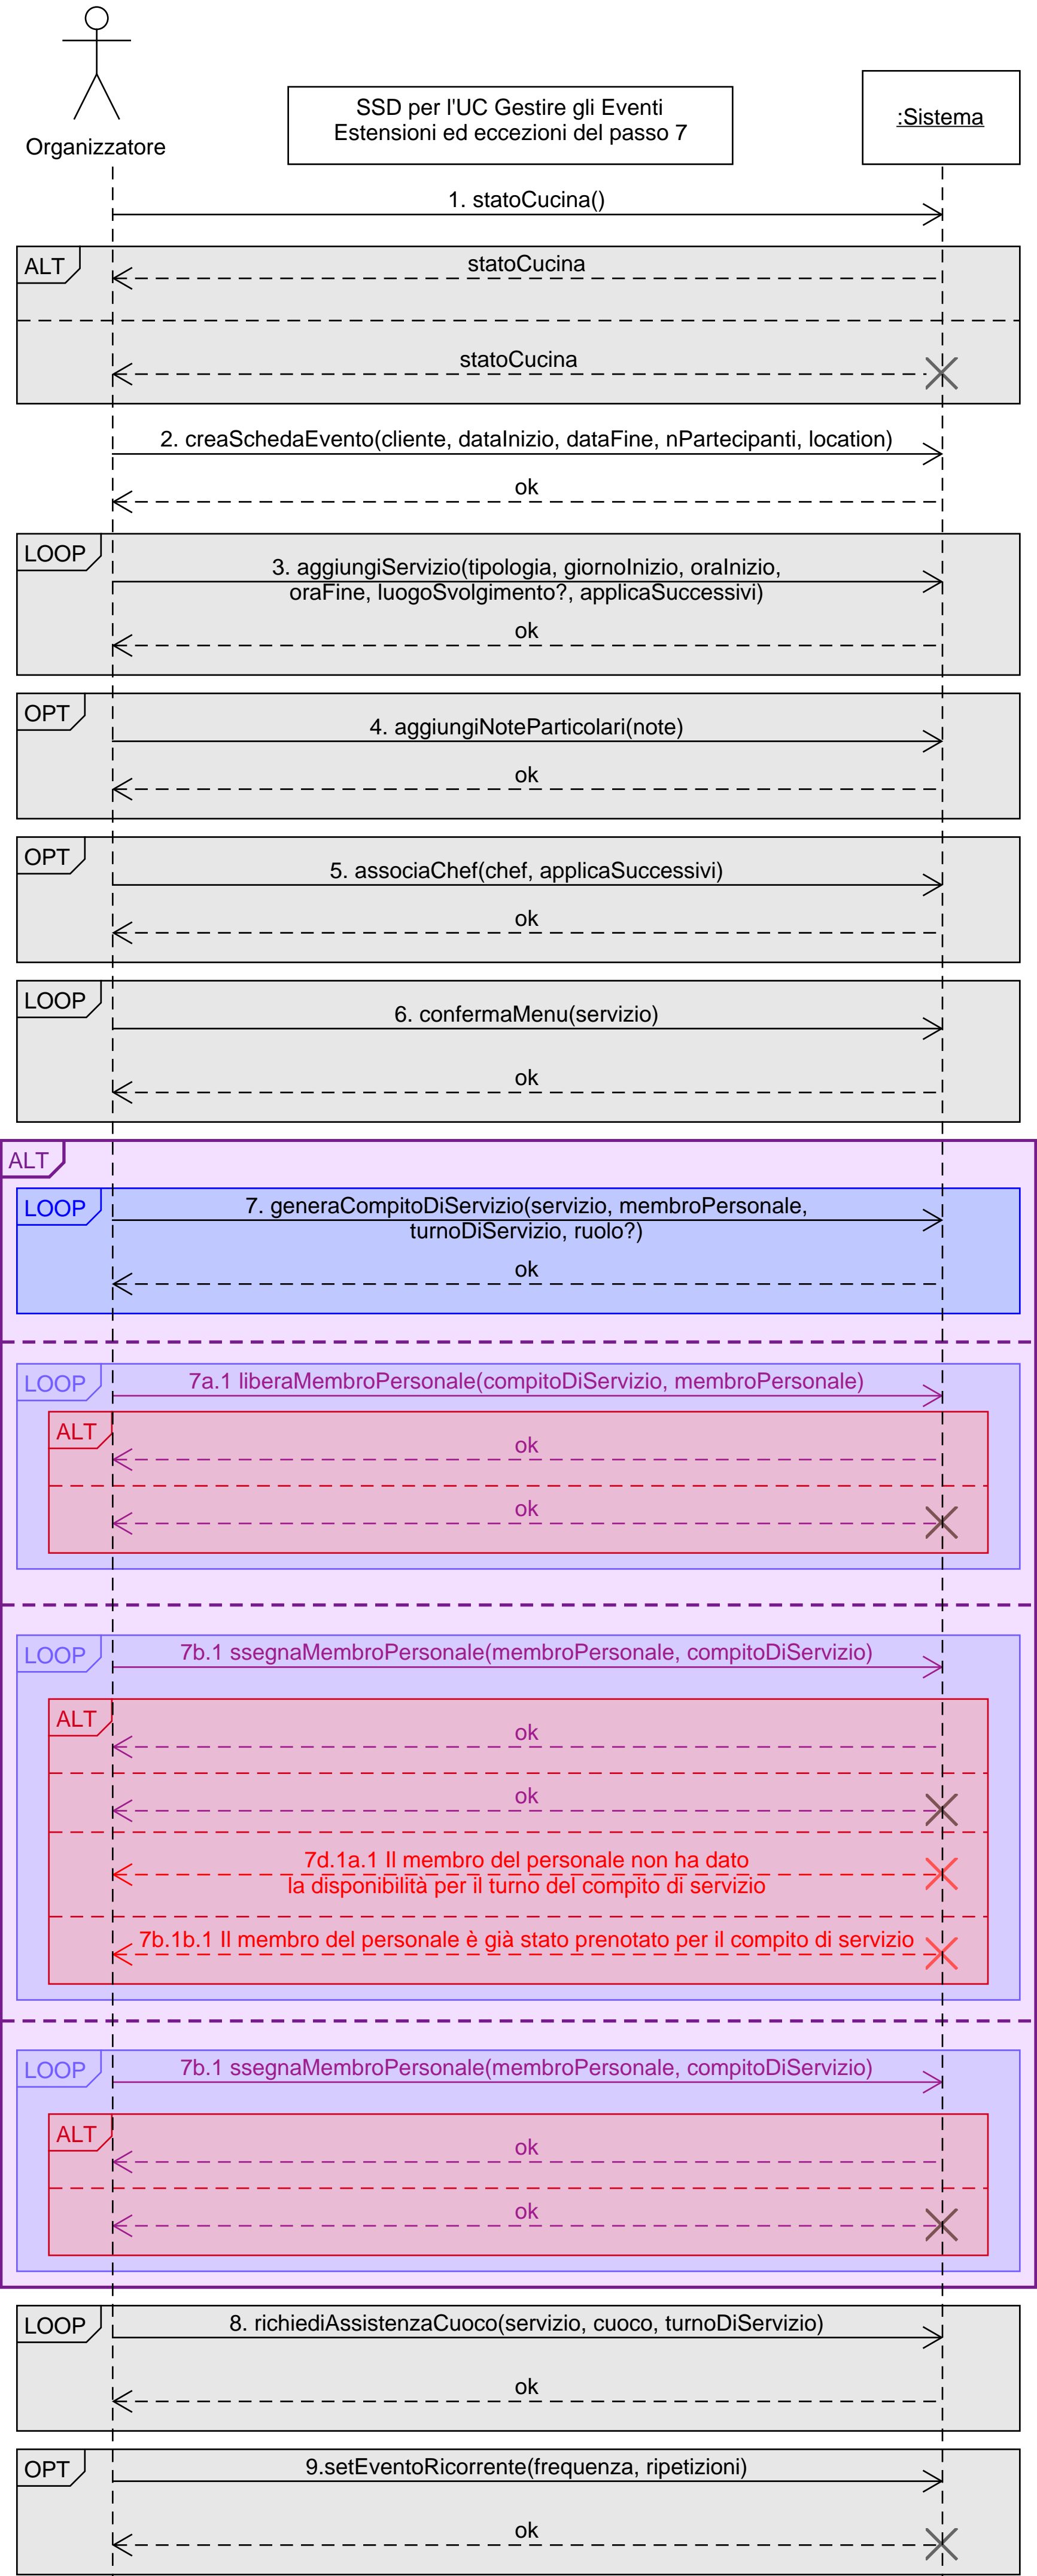 Organizzatore
SSD per l'UC Gestire gli Eventi
Estensioni ed eccezioni del passo 7
:Sistema
1. statoCucina()
ALT
statoCucina
statoCucina
2. creaSchedaEvento(cliente, dataInizio, dataFine, nPartecipanti, location)
ok
LOOP
3. aggiungiServizio(tipologia, giornoInizio, oraInizio,
oraFine, luogoSvolgimento?, applicaSuccessivi)
ok
OPT
4. aggiungiNoteParticolari(note)
ok
OPT
5. associaChef(chef, applicaSuccessivi)
ok
LOOP
6. confermaMenu(servizio)
ok
ALT
LOOP
7. generaCompitoDiServizio(servizio, membroPersonale,
turnoDiServizio, ruolo?)
ok
LOOP
7a.1 liberaMembroPersonale(compitoDiServizio, membroPersonale)
ALT
ok
ok
LOOP
7b.1 ssegnaMembroPersonale(membroPersonale, compitoDiServizio)
ALT
ok
ok
7d.1a.1 Il membro del personale non ha dato
la disponibilità per il turno del compito di servizio
7b.1b.1 Il membro del personale è già stato prenotato per il compito di servizio
LOOP
7b.1 ssegnaMembroPersonale(membroPersonale, compitoDiServizio)
ALT
ok
ok
LOOP
8. richiediAssistenzaCuoco(servizio, cuoco, turnoDiServizio)
ok
OPT
9.setEventoRicorrente(frequenza, ripetizioni)
ok